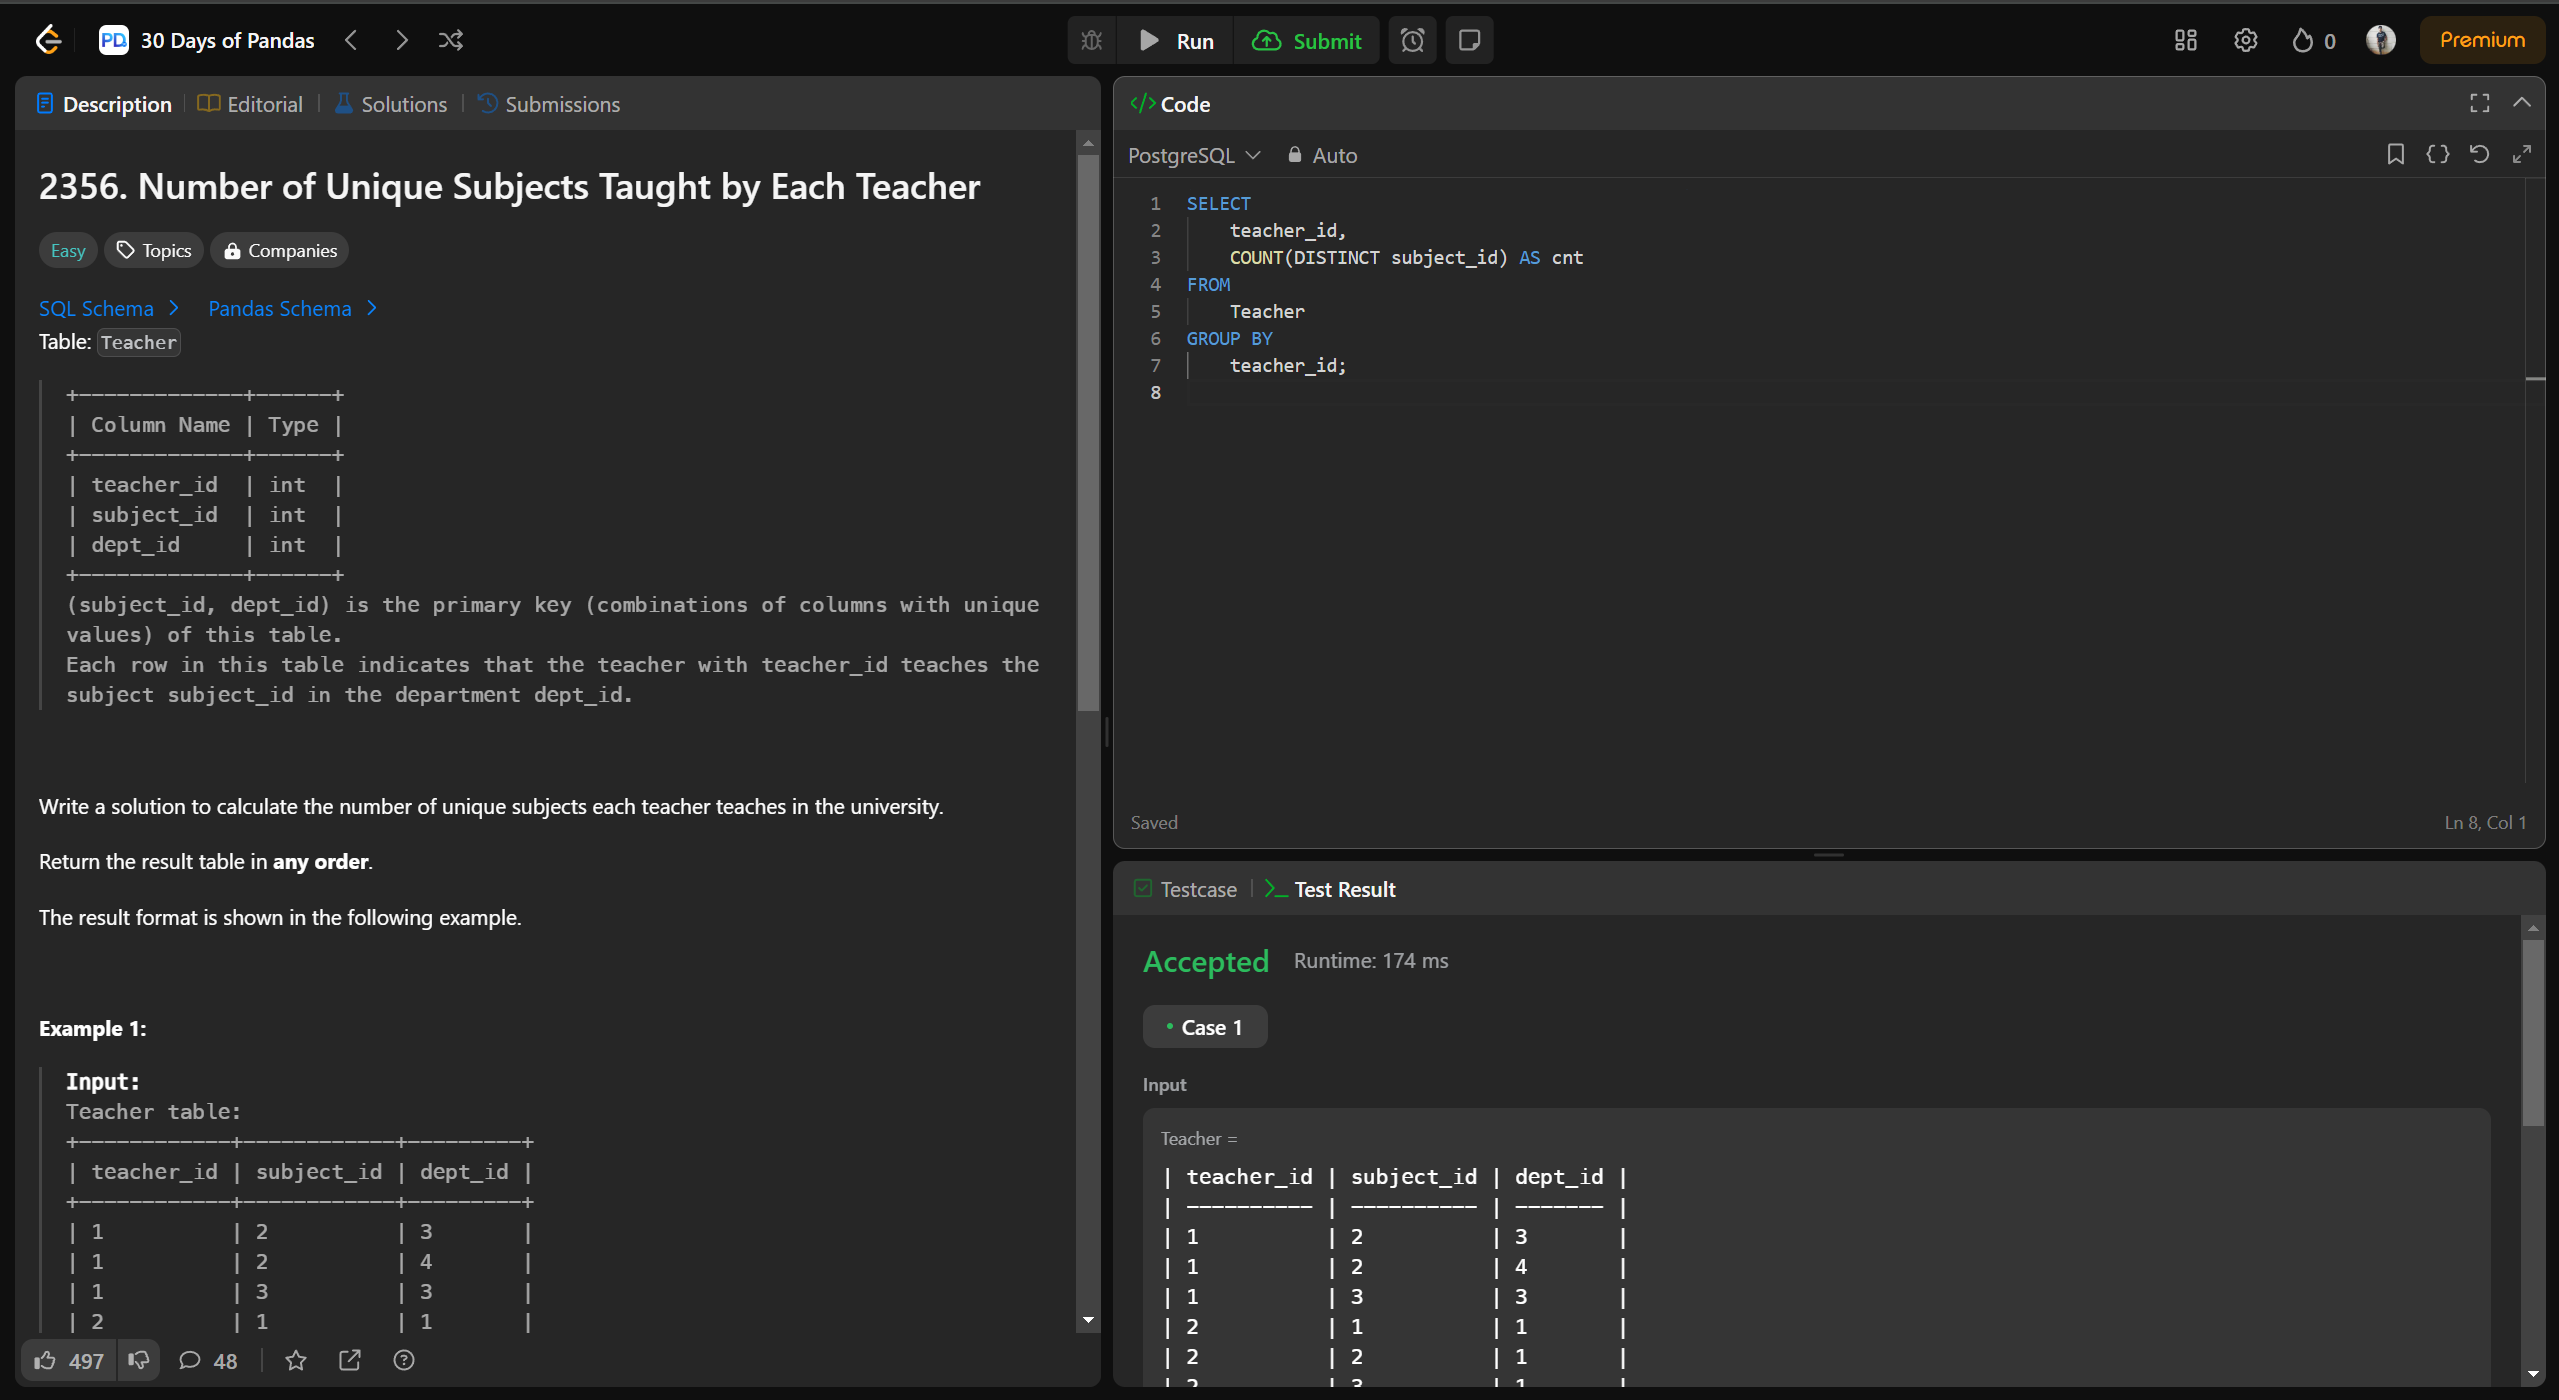 PD 30 Days of Pandas
Run Submit
0 Premium
Description Editorial Solutions Submissions
2356. Number of Unique Subjects Taught by Each Teacher
Easy Topics Companies
SQL Schema Pandas Schema
Table: Teacher
+-------------+------+
| Column Name | Type |
+-------------+------+
| teacher_id  | int  |
| subject_id  | int  |
| dept_id     | int  |
+-------------+------+
(subject_id, dept_id) is the primary key (combinations of columns with unique
values) of this table.
Each row in this table indicates that the teacher with teacher_id teaches the
subject subject_id in the department dept_id.
Write a solution to calculate the number of unique subjects each teacher teaches in the university.
Return the result table in any order.
The result format is shown in the following example.
Example 1:
Input:
Teacher table:
+------------+------------+---------+
| teacher_id | subject_id | dept_id |
+------------+------------+---------+
| 1          | 2          | 3       |
| 1          | 2          | 4       |
| 1          | 3          | 3       |
| 2          | 1          | 1       |
497 48
</> Code
PostgreSQL Auto
1 SELECT
2     teacher_id,
3     COUNT(DISTINCT subject_id) AS cnt
4 FROM
5     Teacher
6 GROUP BY
7     teacher_id;
8
Saved Ln 8, Col 1
Testcase >_ Test Result
Accepted Runtime: 174 ms
• Case 1
Input
Teacher =
| teacher_id | subject_id | dept_id |
| ---------- | ---------- | ------- |
| 1          | 2          | 3       |
| 1          | 2          | 4       |
| 1          | 3          | 3       |
| 2          | 1          | 1       |
| 2          | 2          | 1       |
| 2          | 3          | 1       |